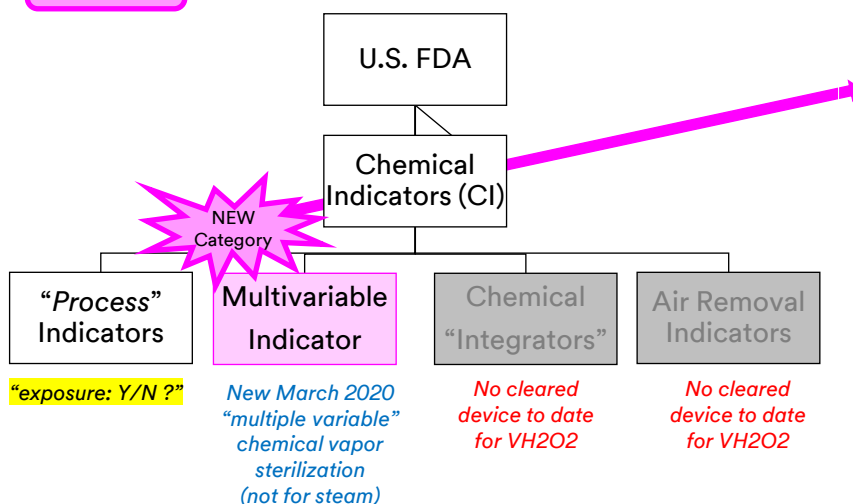 U.S. FDA
Chemical
Indicators (CI)
NEW
Category
“Process”
Indicators
Multivariable
Indicator
Chemical
“Integrators”
Air Removal
Indicators
“exposure: Y/N ?”
New March 2020
“multiple variable”
chemical vapor
sterilization
(not for steam)
No cleared
device to date
for VH2O2
No cleared
device to date
for VH2O2